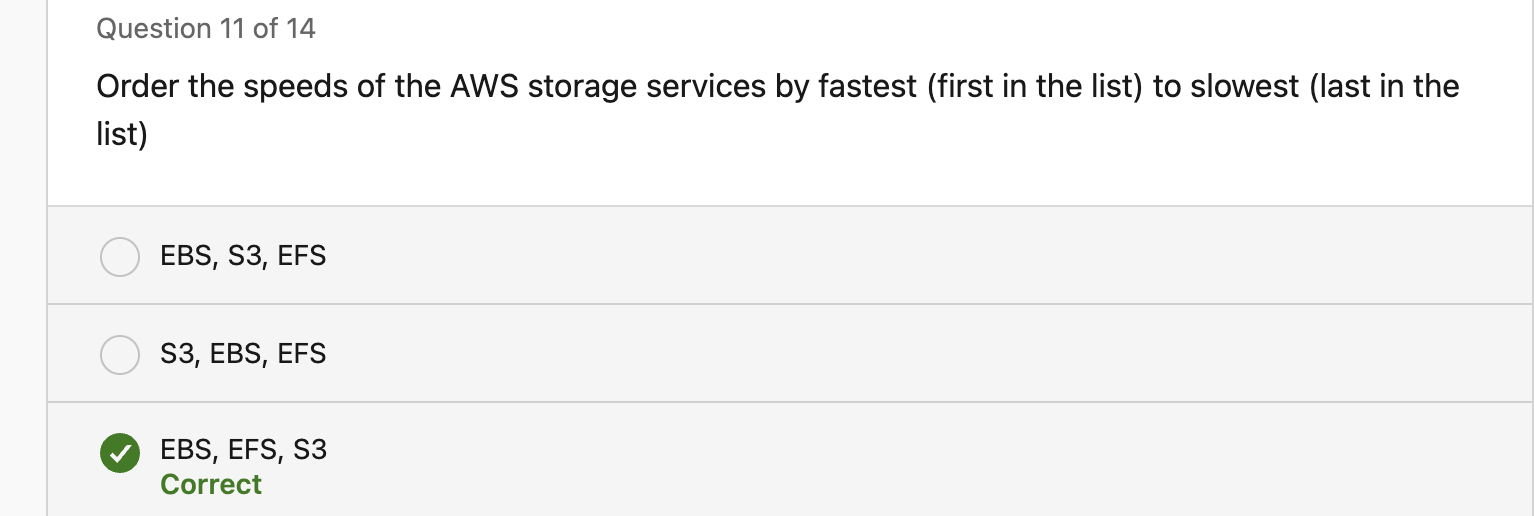 Question 11 of 14
Order the speeds of the AWS storage services by fastest (first in the list) to slowest (last in the
list)
EBS, S3, EFS
S3, EBS, EFS
EBS, EFS, S3
Correct